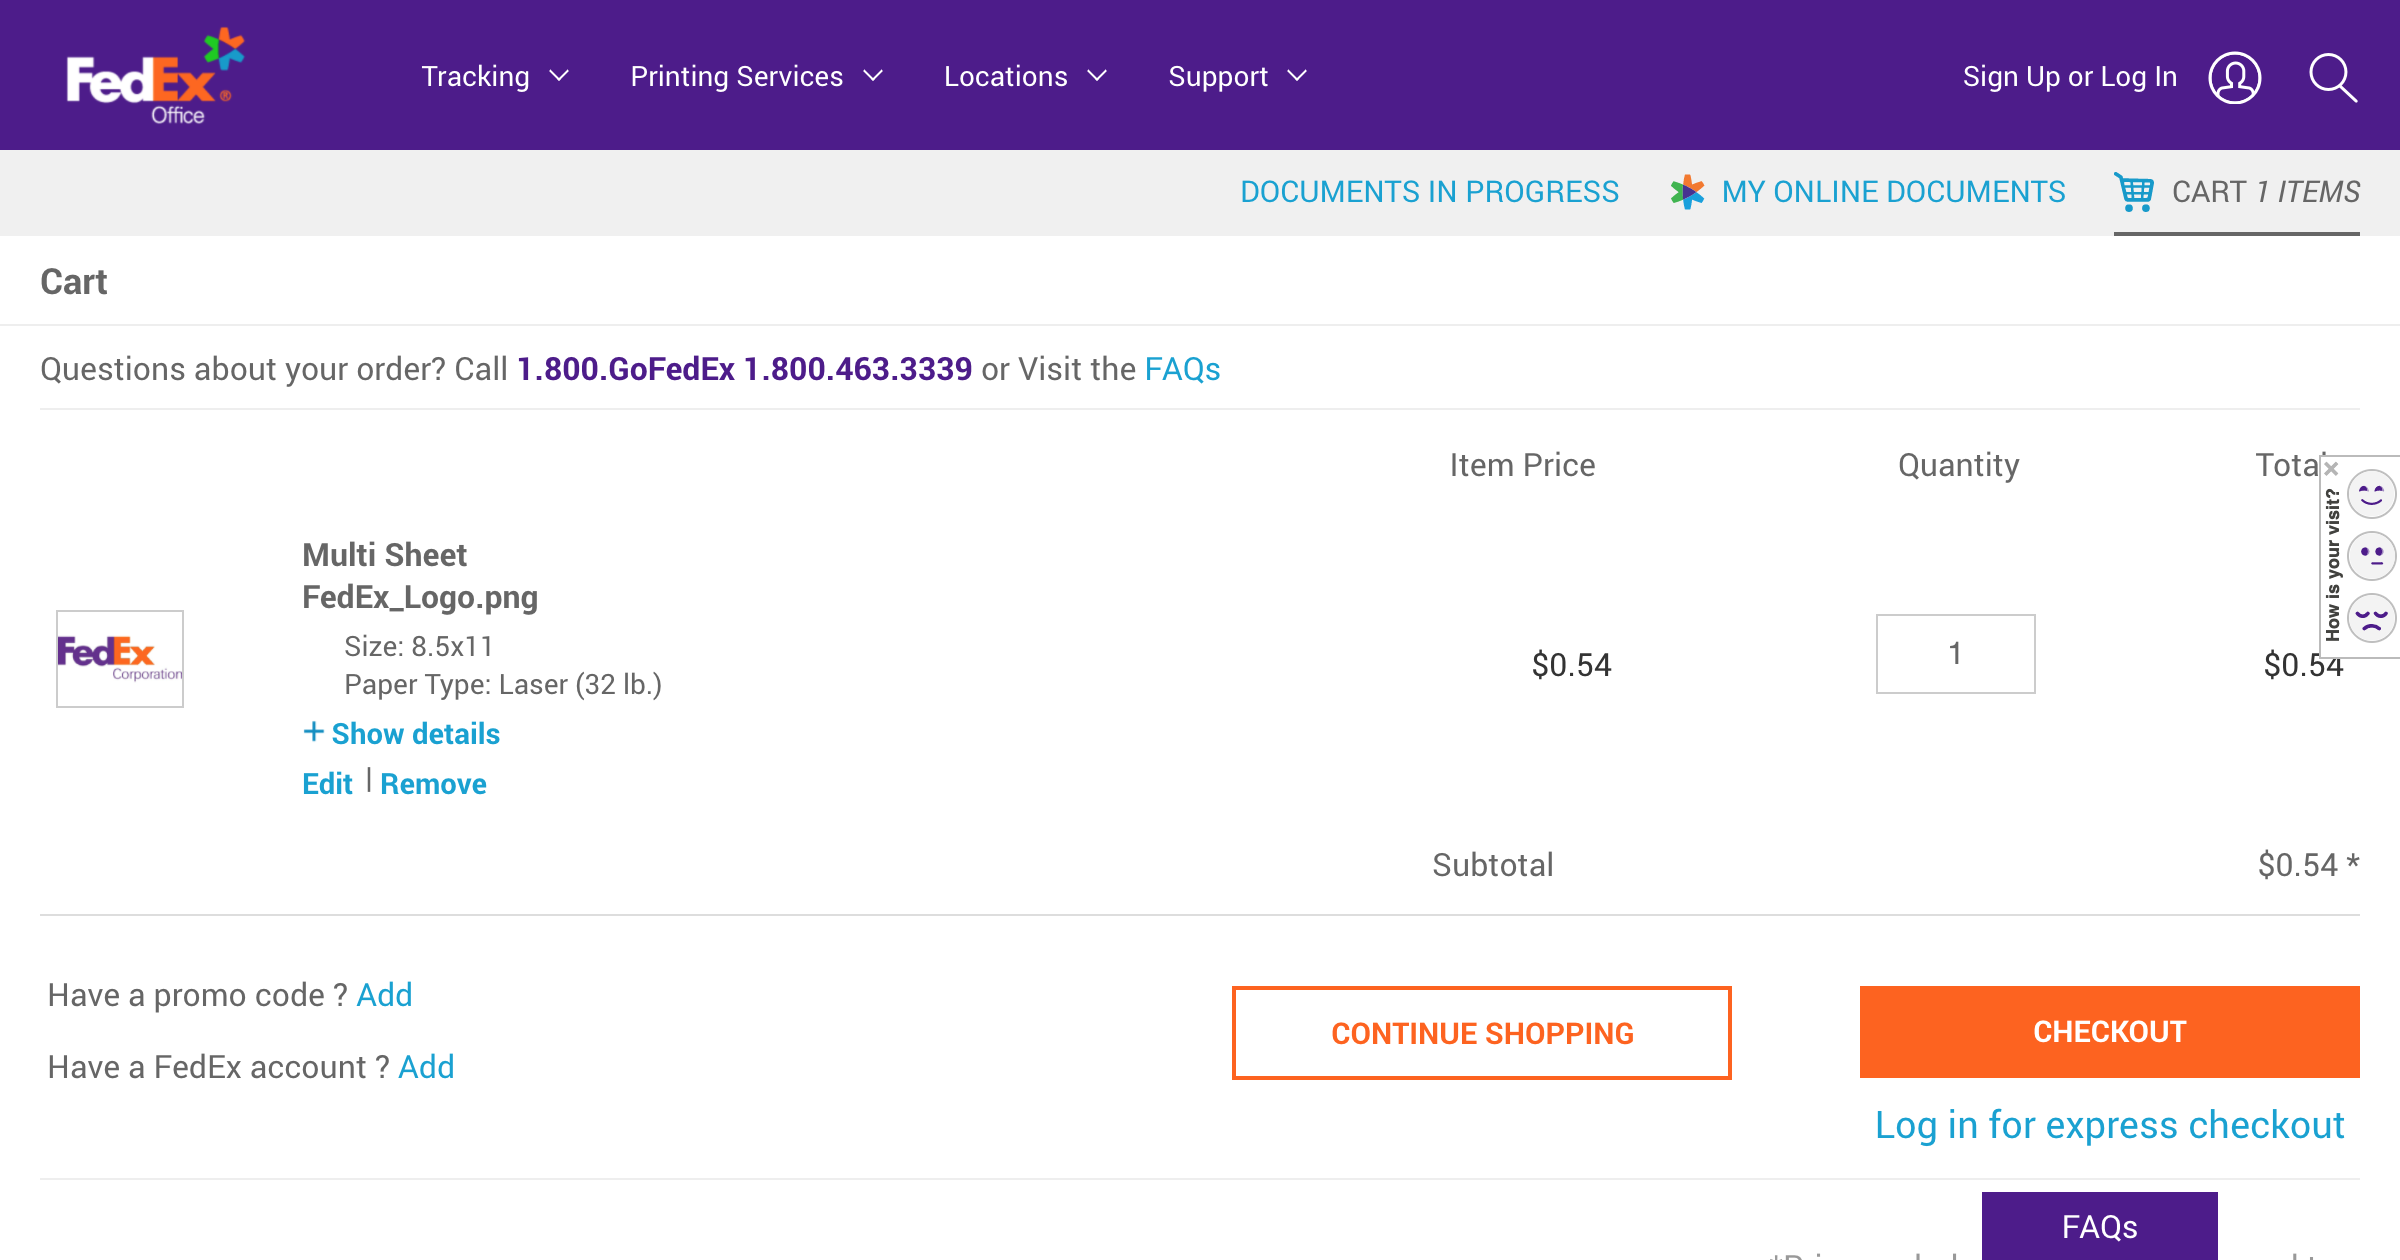 FedEx®
Office
Tracking
Printing Services
Locations
Support
Sign Up or Log In
DOCUMENTS IN PROGRESS
MY ONLINE DOCUMENTS
CART 1 ITEMS
Cart
Questions about your order? Call 1.800.GoFedEx 1.800.463.3339 or Visit the FAQs
Item Price
Quantity
Total
How is your visit?
Multi Sheet
FedEx_Logo.png
Size: 8.5x11
Paper Type: Laser (32 lb.)
FedEx
Corporation
$0.54
1
$0.54
+ Show details
Edit | Remove
Subtotal
$0.54 *
Have a promo code ? Add
Have a FedEx account ? Add
CONTINUE SHOPPING
CHECKOUT
Log in for express checkout
FAQs